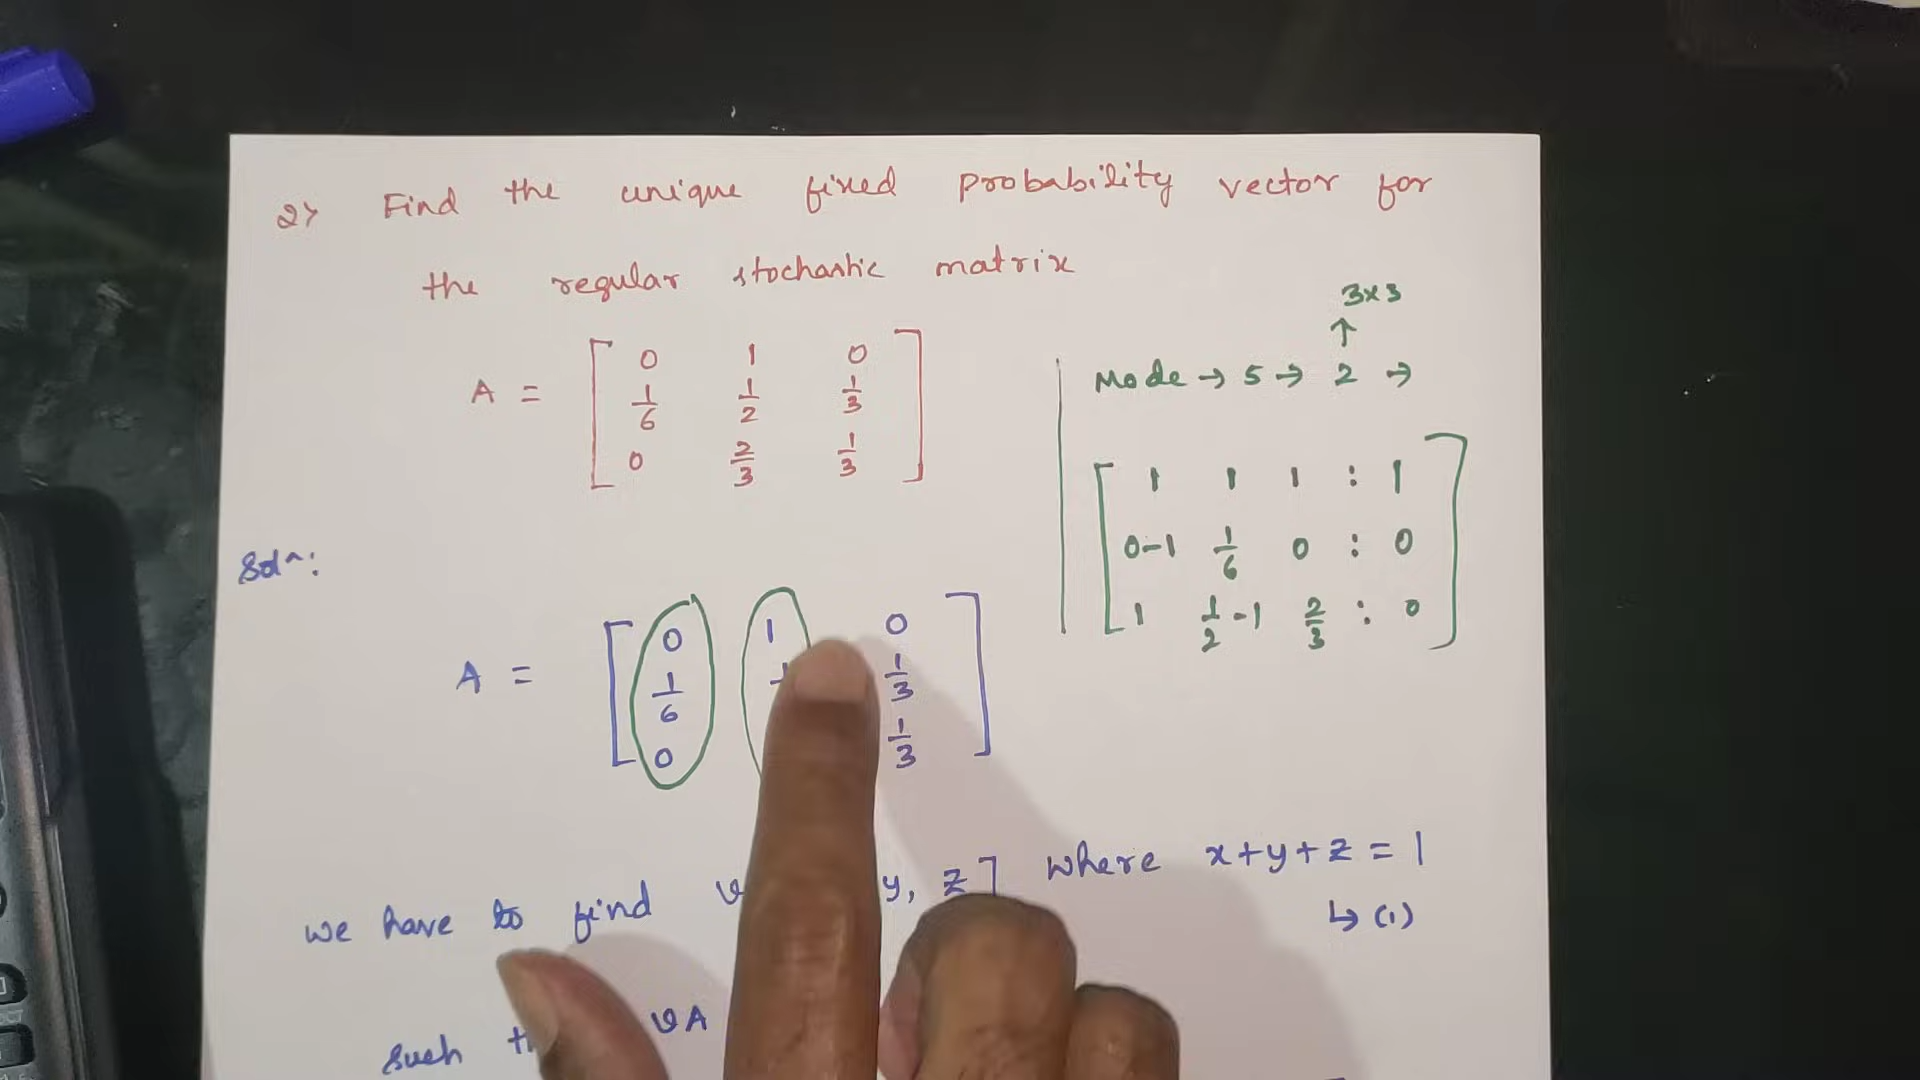 2> Find the unique fixed probability vector for
the regular stochastic matrix
A = [ 0 1 0
1/6 1/2 1/3
0 2/3 1/3 ]
3x3
↑
Mode → 5 → 2 →
[ 1 1 1 : 1
0-1 1/6 0 : 0
1 1/2-1 2/3 : 0 ]
Soln:
A = [ 0 1 0
1/6 1/3
0 1/3 ]
we have to find y, z] where x+y+z = 1
↳ (1)
such vA